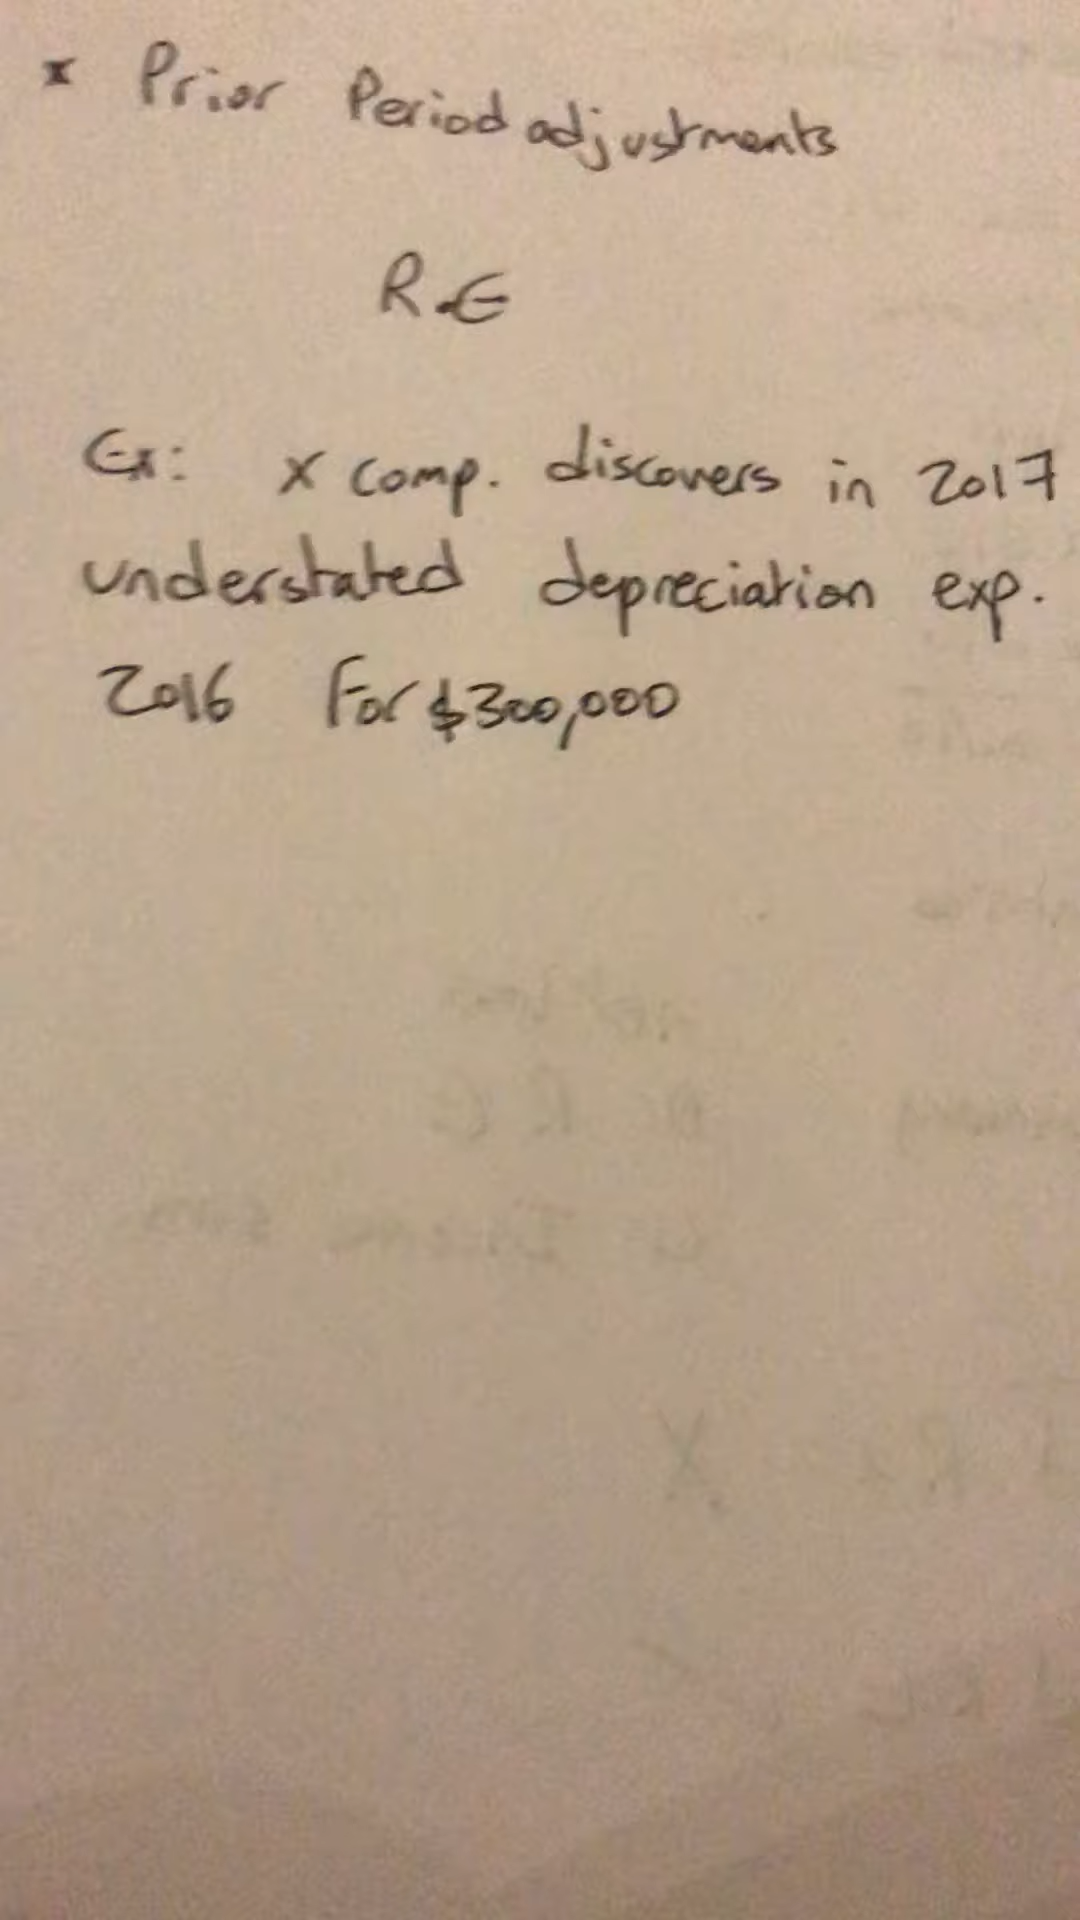 * Prior Period adjustments
R.E
Ex: x comp. discovers in 2017
understated depreciation exp.
2016 For $300,000